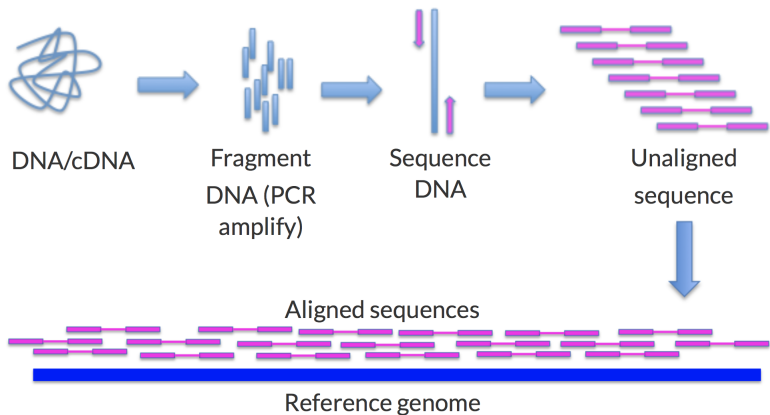 DNA/cDNA
Fragment
DNA (PCR
amplify)
Sequence
DNA
Unaligned
sequence
Aligned sequences
Reference genome